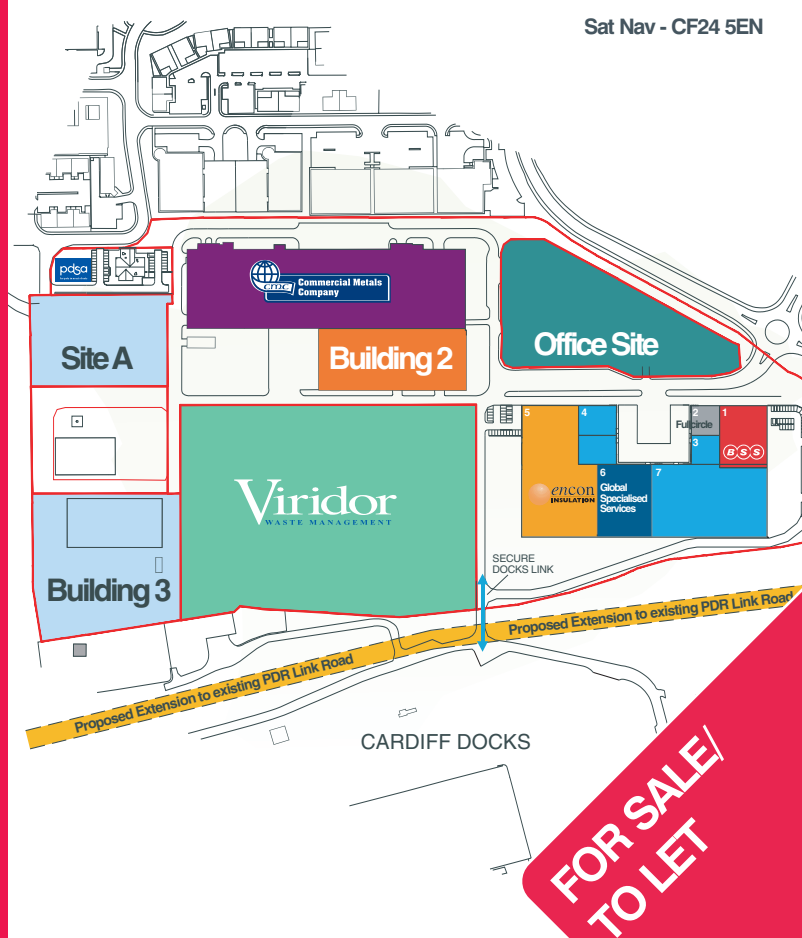 Sat Nav - CF24 5EN
pdsa
cmc
Commercial Metals
Company
Site A
Building 2
Office Site
5
4
2
1
Fullcircle
3
BSS
encon
INSULATION
6
Global
Specialised
Services
7
Viridor
WASTE MANAGEMENT
SECURE
DOCKS LINK
Building 3
Proposed Extension to existing PDR Link Road
Proposed Extension to existing PDR Link Road
CARDIFF DOCKS
FOR SALE/
TO LET